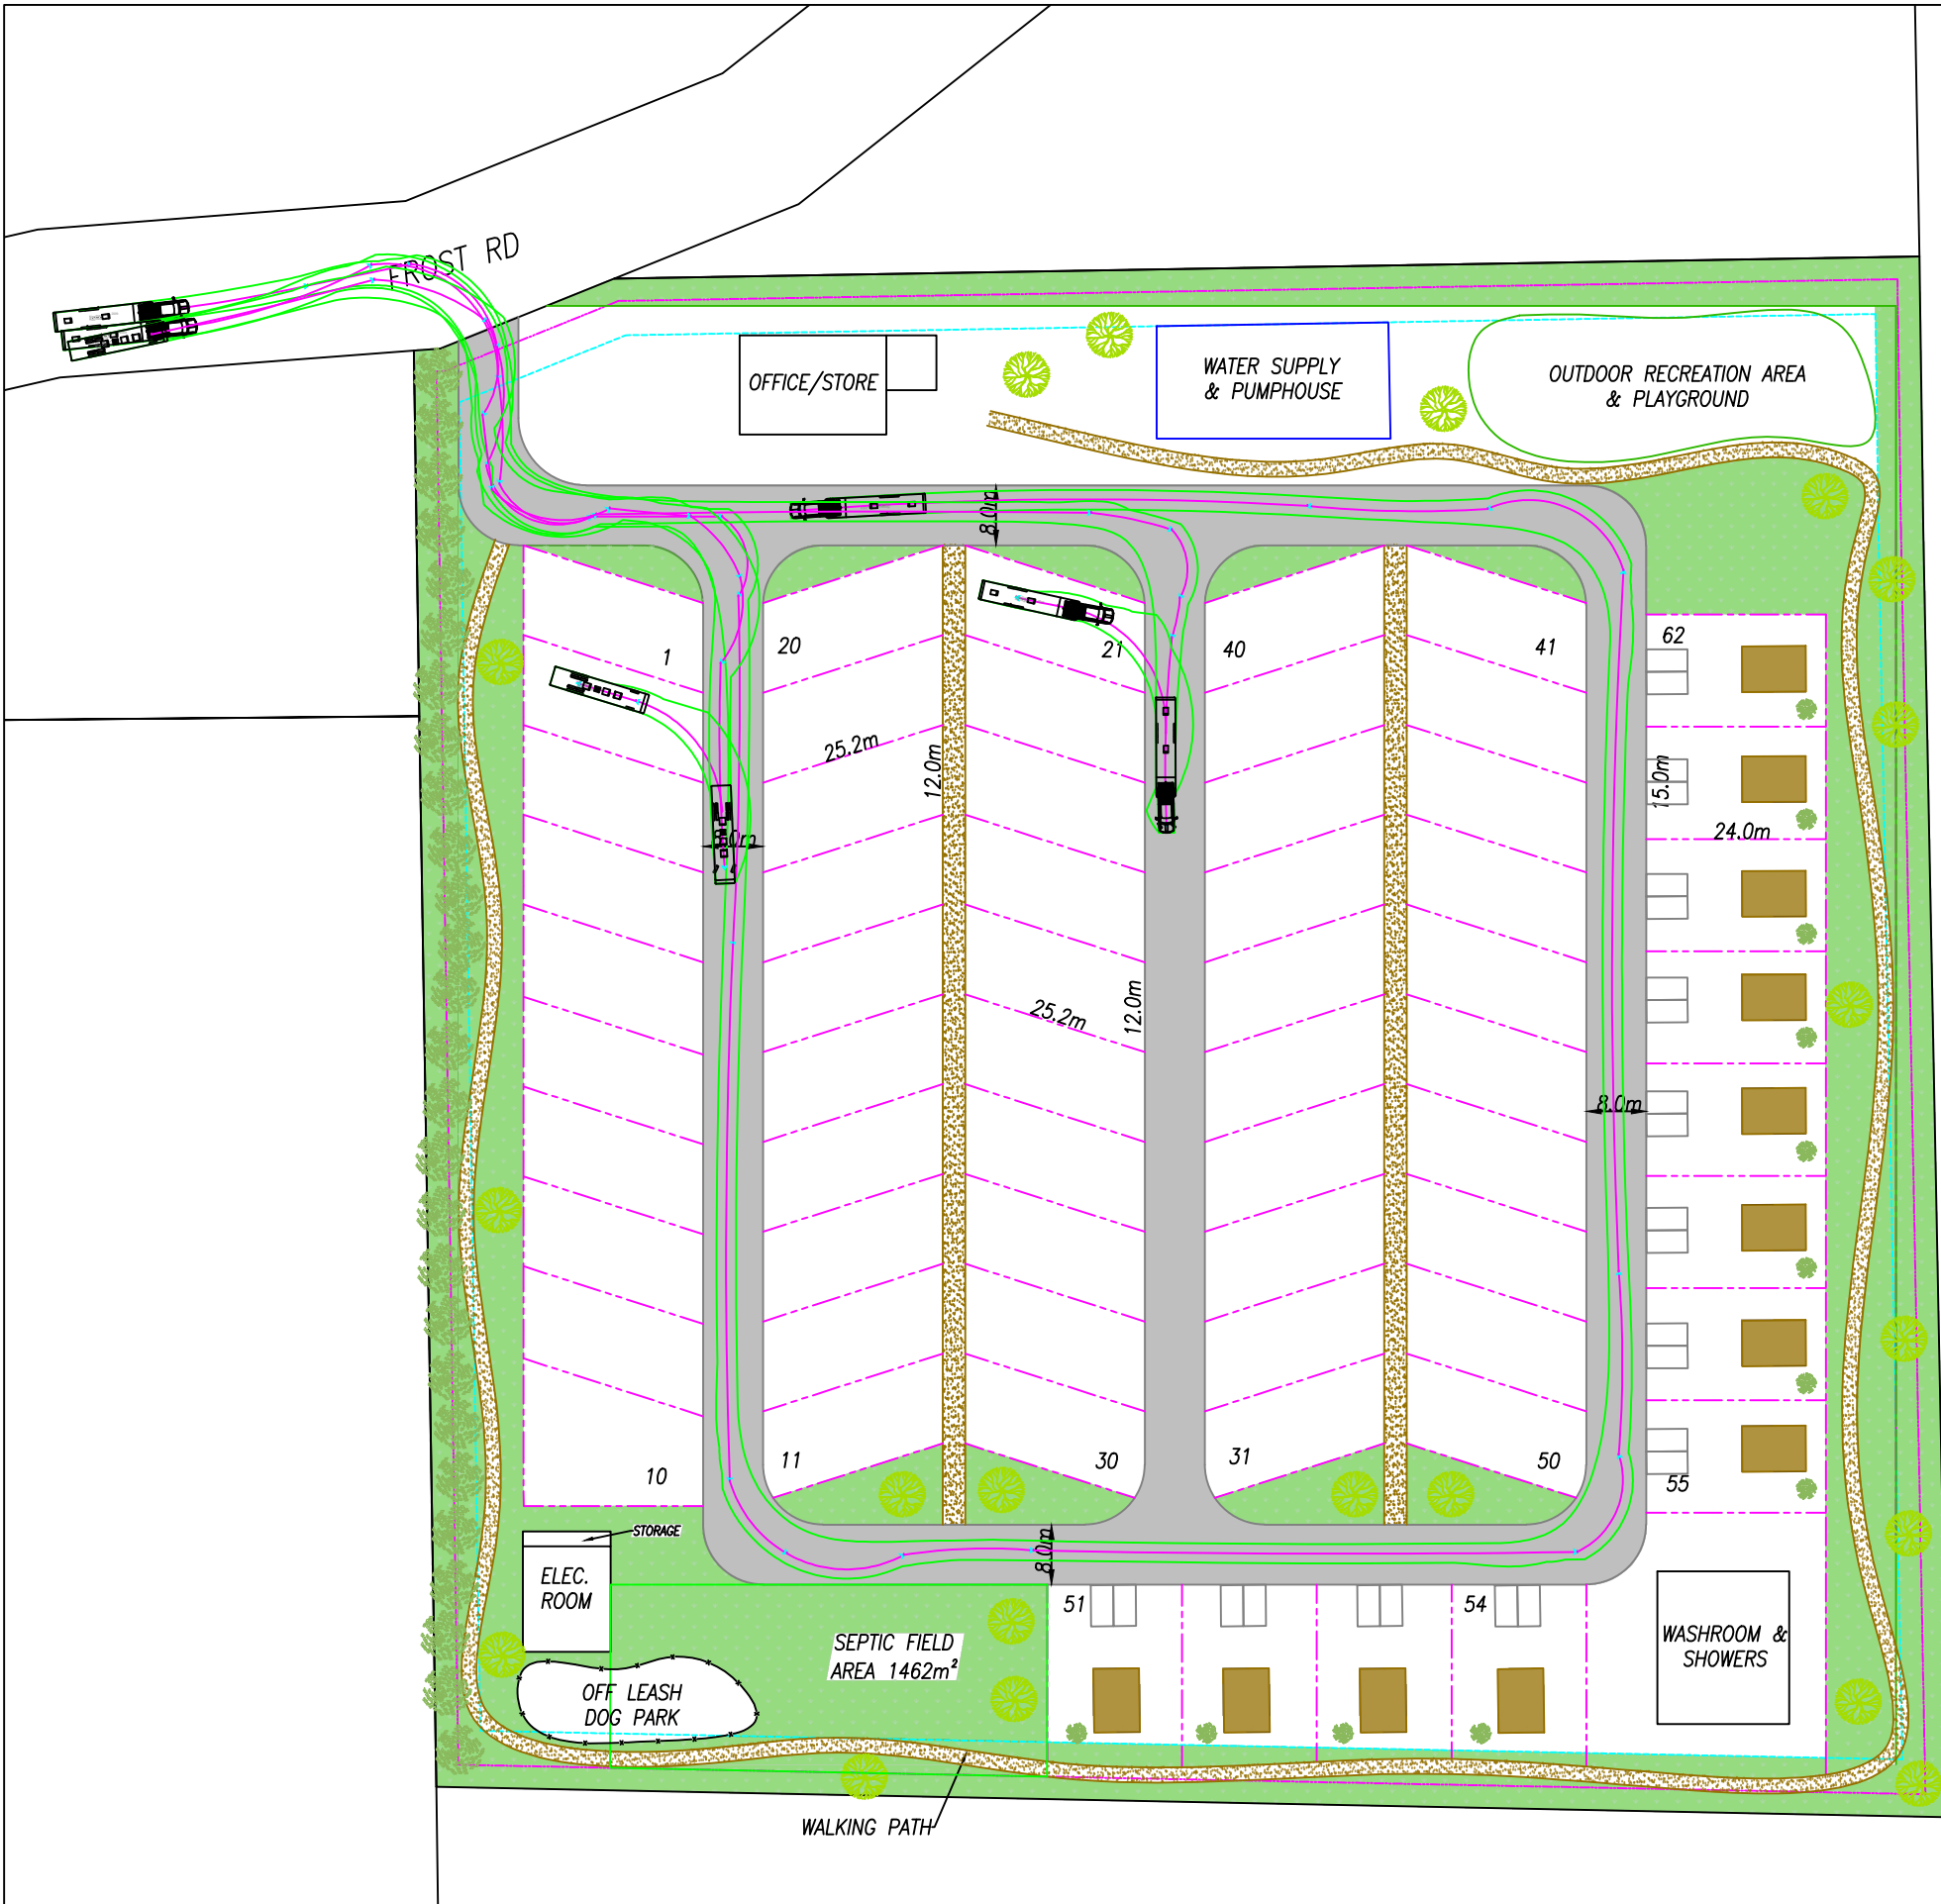 FROST RD
OFFICE/STORE
WATER SUPPLY
& PUMPHOUSE
OUTDOOR RECREATION AREA
& PLAYGROUND
8.0m
1
20
21
40
41
62
25.2m
12.0m
15.0m
24.0m
8.0m
25.2m
12.0m
8.0m
10
11
30
31
50
55
STORAGE
ELEC.
ROOM
8.0m
51
54
SEPTIC FIELD
AREA 1462m²
WASHROOM &
SHOWERS
OFF LEASH
DOG PARK
WALKING PATH